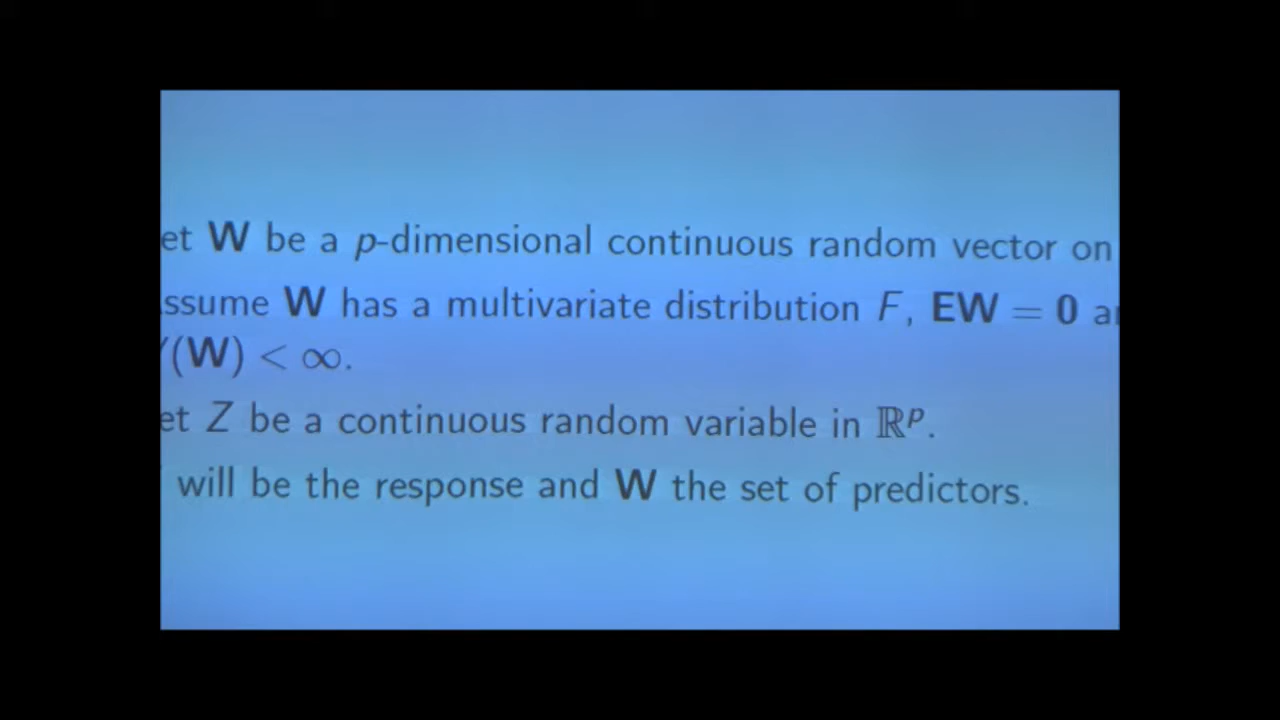 et W be a p-dimensional continuous random vector on
ssume W has a multivariate distribution F, EW = 0 a
(W) < ∞.
et Z be a continuous random variable in ℝᵖ.
will be the response and W the set of predictors.